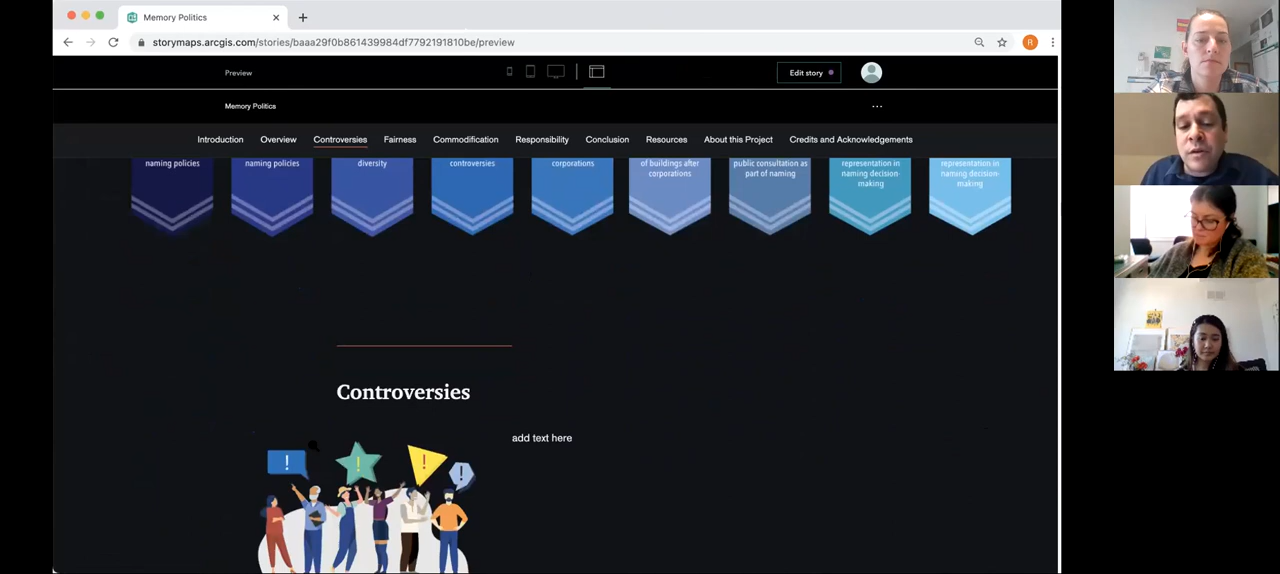 Memory Politics
storymaps.arcgis.com/stories/baaa29f0b861439984df7792191810be/preview
R
Preview
Edit story
Memory Politics
Introduction Overview Controversies Fairness Commodification Responsibility Conclusion Resources About this Project Credits and Acknowledgements
naming policies
naming policies
diversity
controversies
corporations
of buildings after
corporations
public consultation as
part of naming
representation in
naming decision-
making
representation in
naming decision-
making
Controversies
add text here
! ! ! !